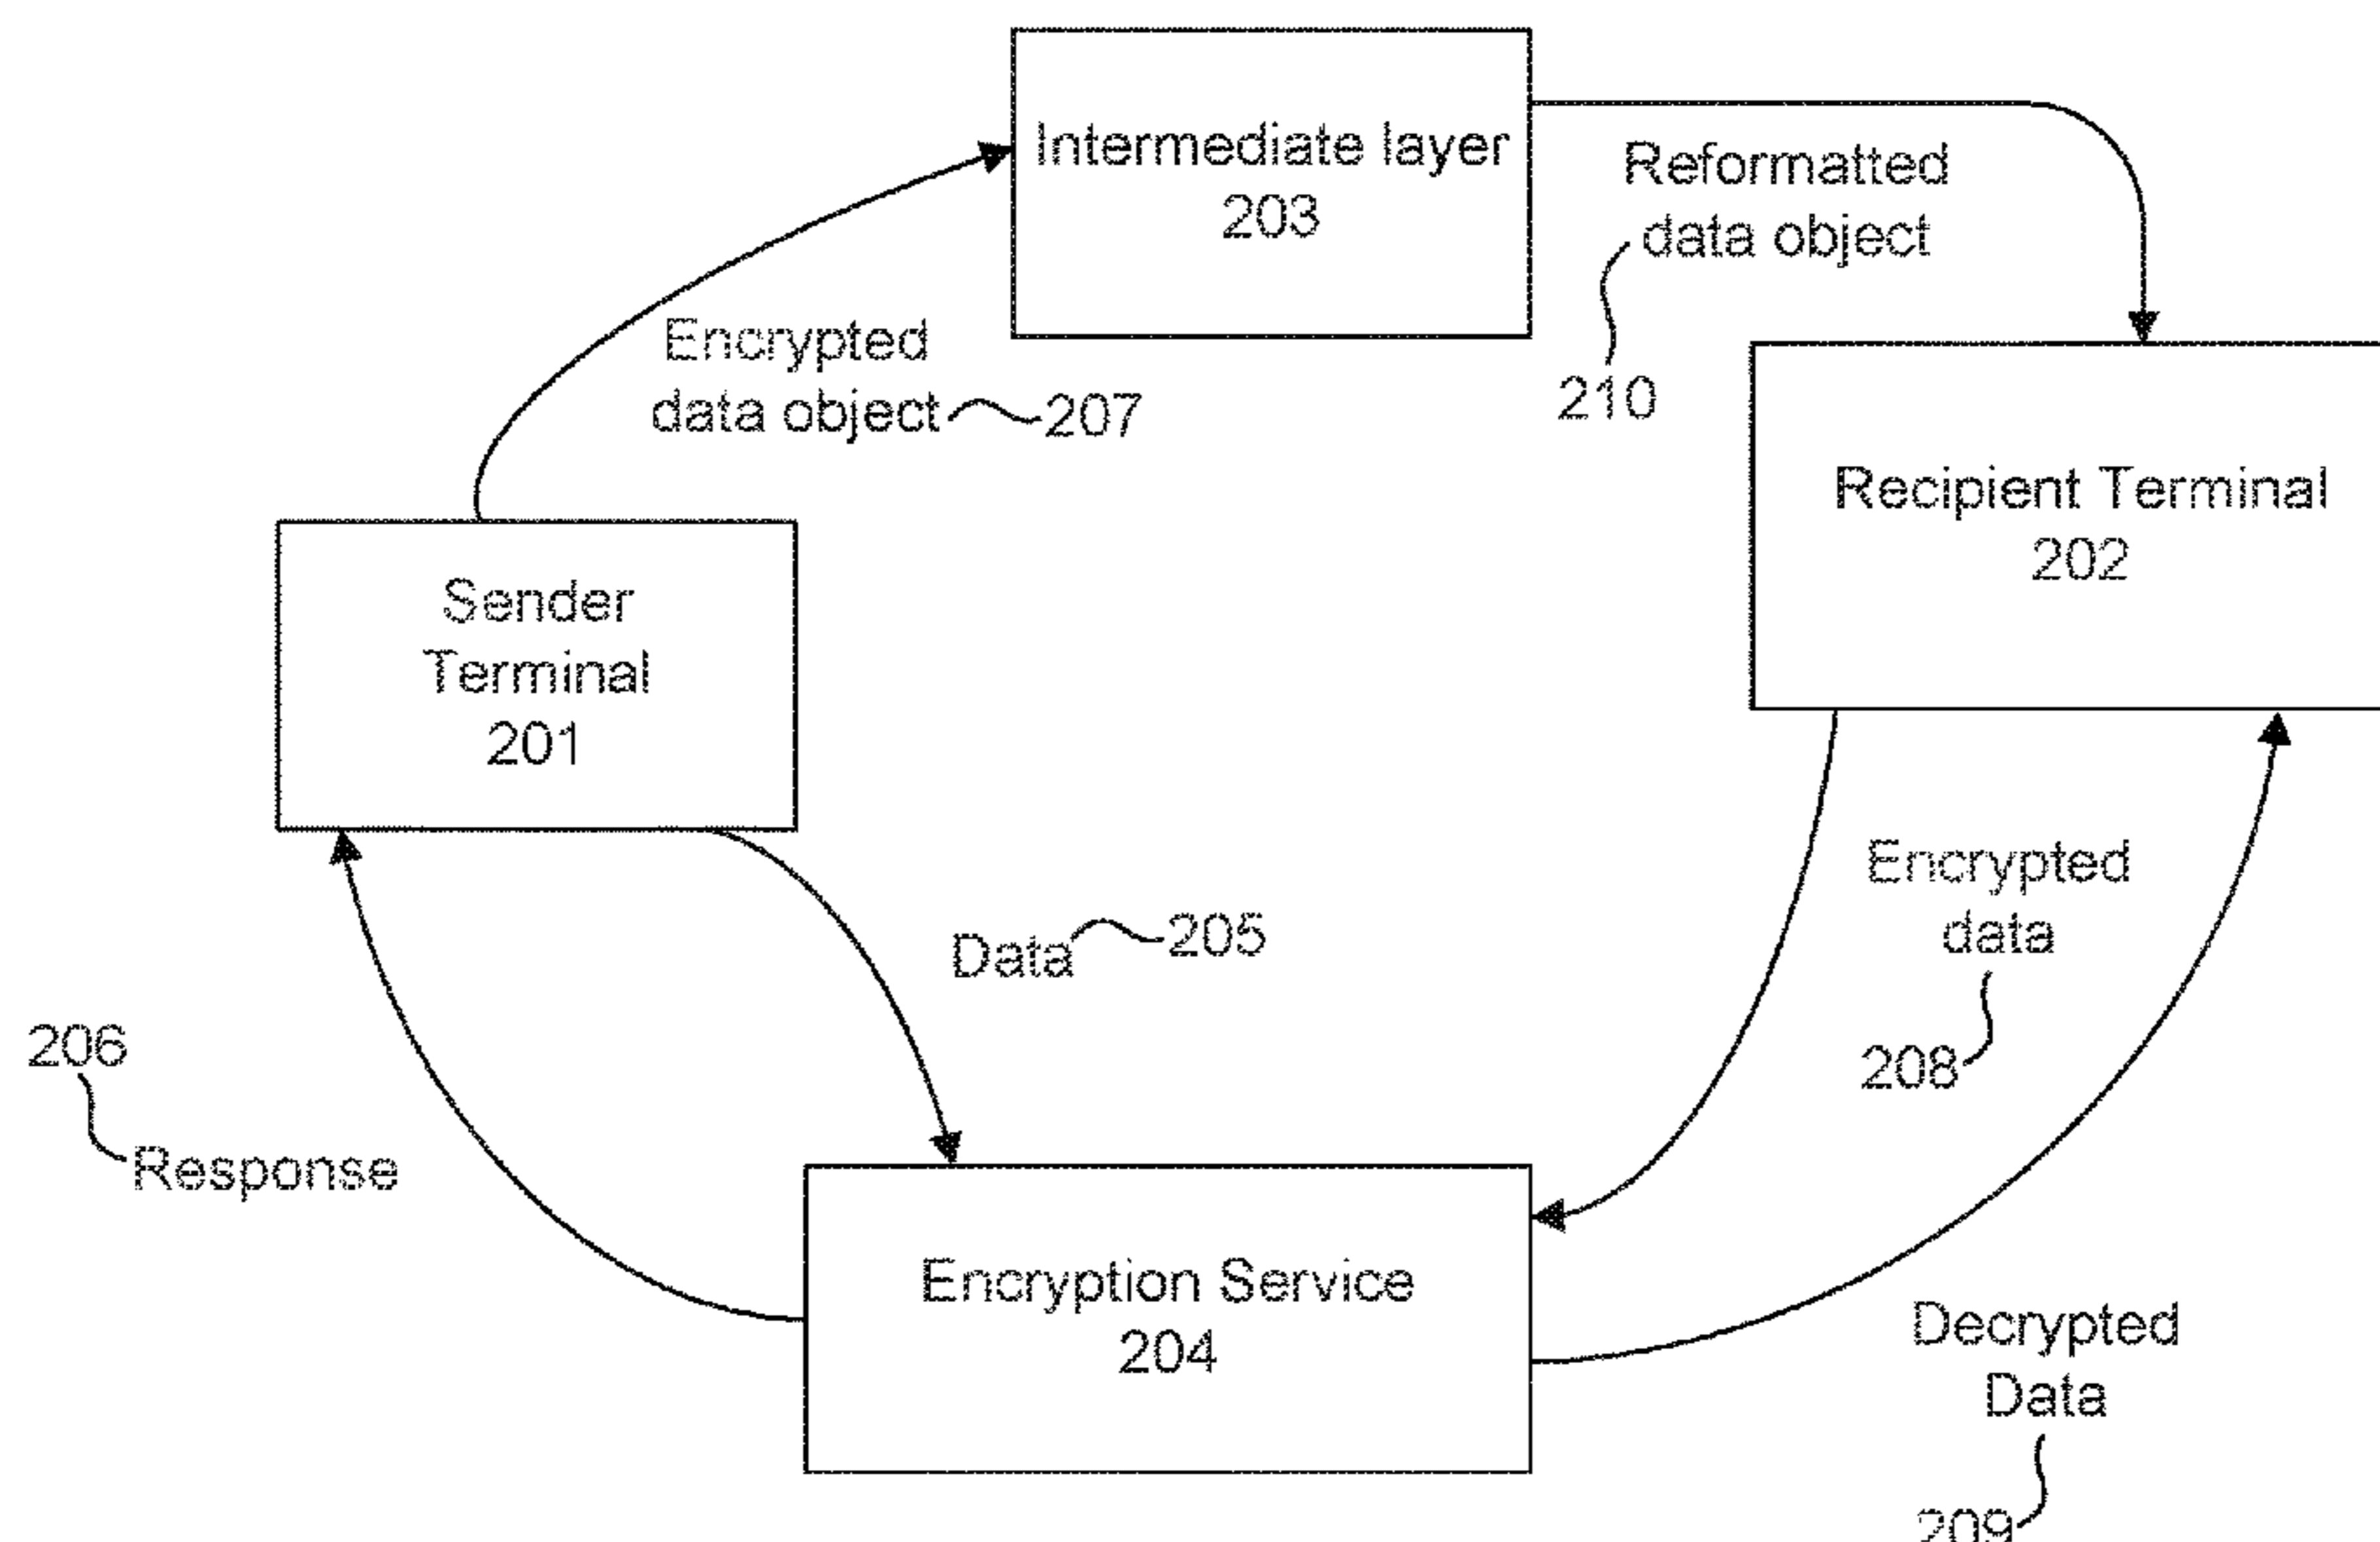 Intermediate layer
203
Reformatted
data object
210
Encrypted
data object
207
Recipient Terminal
202
Sender
Terminal
201
Data
205
Encrypted
data
208
206
Response
Encryption Service
204
Decrypted
Data
209